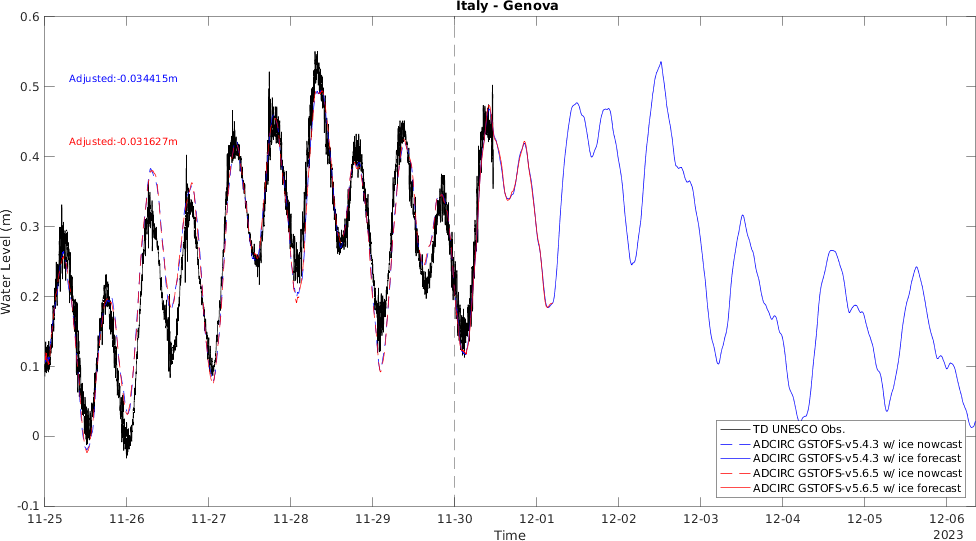 Italy - Genova
0.6
0.5
0.4
0.3
0.2
0.1
0
-0.1
Water Level (m)
Adjusted:-0.034415m
Adjusted:-0.031627m
TD UNESCO Obs.
ADCIRC GSTOFS-v5.4.3 w/ ice nowcast
ADCIRC GSTOFS-v5.4.3 w/ ice forecast
ADCIRC GSTOFS-v5.6.5 w/ ice nowcast
ADCIRC GSTOFS-v5.6.5 w/ ice forecast
11-25 11-26 11-27 11-28 11-29 11-30 12-01 12-02 12-03 12-04 12-05 12-06
2023
Time